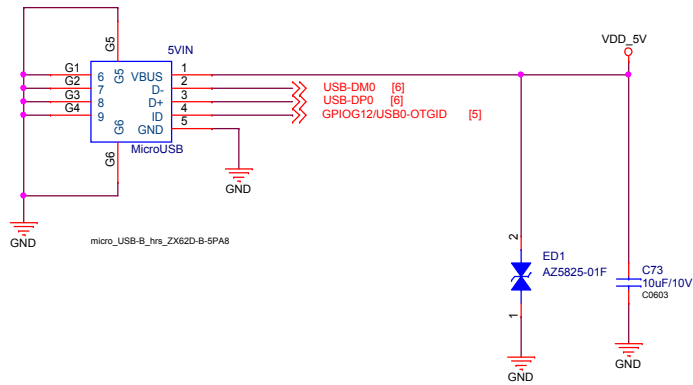 5VIN
VDD_5V
G5
G1 6 G5 VBUS 1
G2 7 D- 2 USB-DM0 [6]
G3 8 D+ 3 USB-DP0 [6]
G4 9 ID 4 GPIOG12/USB0-OTGID [5]
G6 GND 5
MicroUSB
G6
GND
GND
micro_USB-B_hrs_ZX62D-B-5PA8
2
ED1
AZ5825-01F
1
C73
10uF/10V
C0603
GND
GND